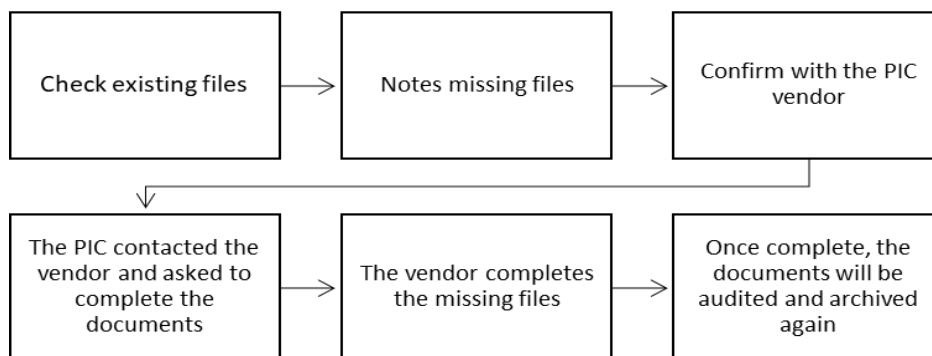 Check existing files
Notes missing files
Confirm with the PIC
vendor
The PIC contacted the
vendor and asked to
complete the
documents
The vendor completes
the missing files
Once complete, the
documents will be
audited and archived
again